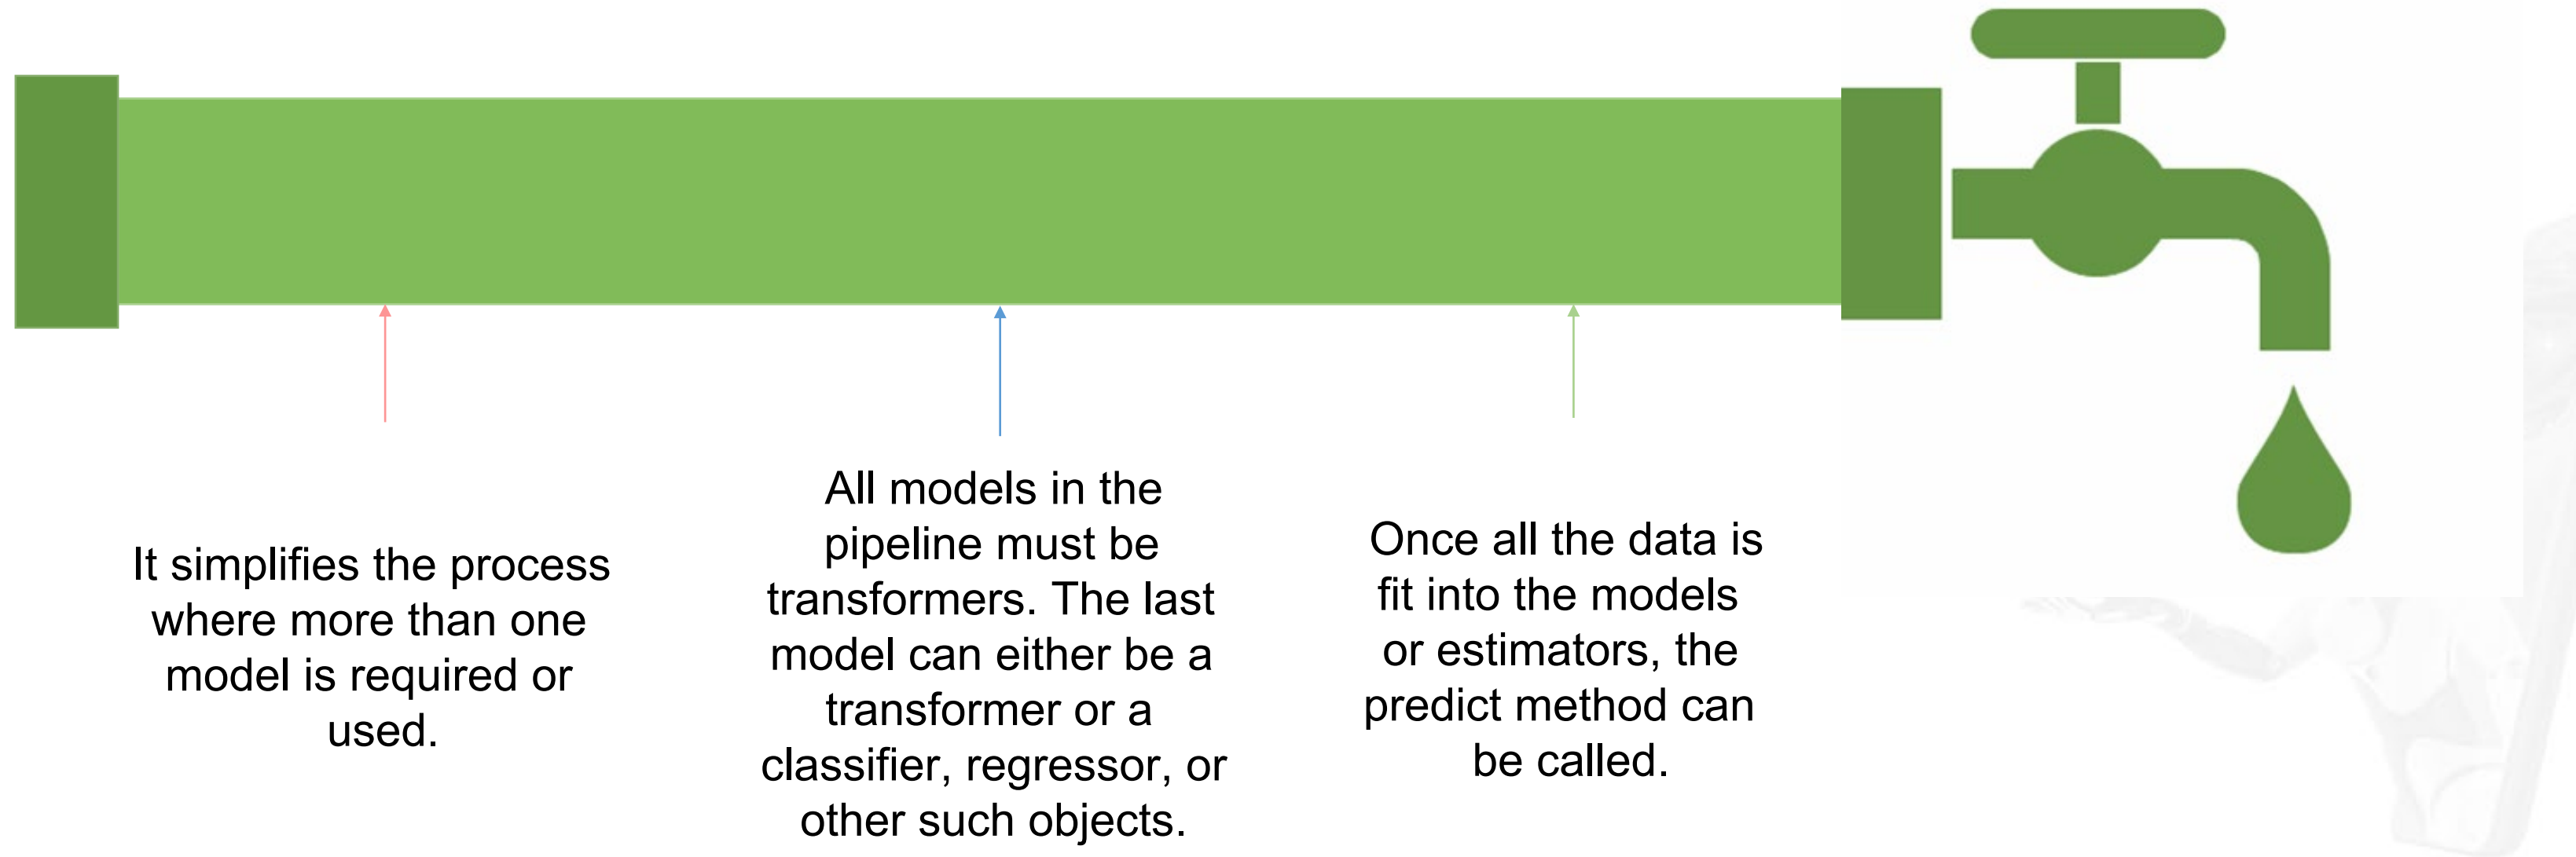 It simplifies the process
where more than one
model is required or
used.
All models in the
pipeline must be
transformers. The last
model can either be a
transformer or a
classifier, regressor, or
other such objects.
Once all the data is
fit into the models
or estimators, the
predict method can
be called.